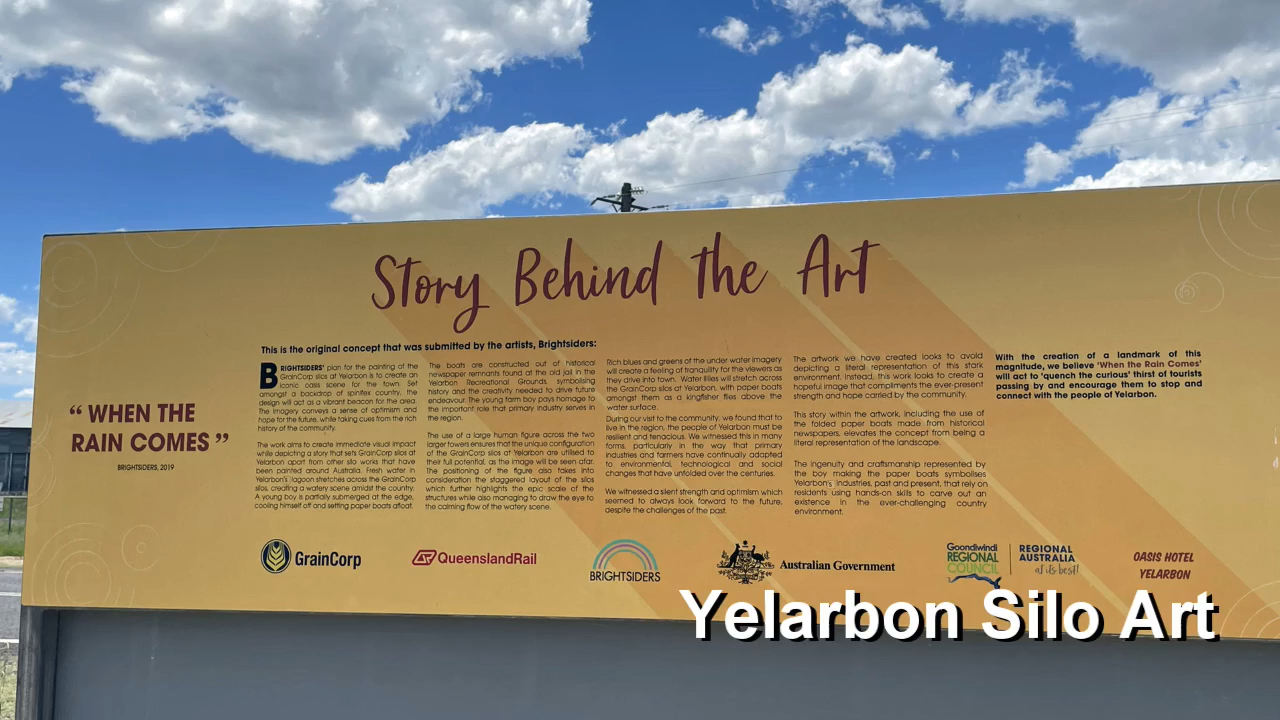 Story Behind the Art
“ WHEN THE
RAIN COMES ”
BRIGHTSIDERS, 2019
This is the original concept that was submitted by the artists, Brightsiders:
BRIGHTSIDERS' plan for the painting of the
GrainCorp silos at Yelarbon is to create an
iconic oasis scene for the town. Set
amongst a backdrop of spinifex country, the
design will act as a vibrant beacon for the area.
The imagery conveys a sense of optimism and
hope for the future, while taking cues from the rich
history of the community.
The work aims to create immediate visual impact
while depicting a story that sets GrainCorp silos at
Yelarbon apart from other silo works that have
been painted around Australia. Fresh water in
Yelarbon's lagoon stretches across the GrainCorp
silos, creating a watery scene amidst the country.
A young boy is partially submerged at the edge,
cooling himself off and setting paper boats afloat.
The boats are constructed out of historical
newspaper remnants found at the old jail in the
Yelarbon Recreational Grounds symbolising
history and the creativity needed to drive future
endeavour. The young farm boy pays homage to
the important role that primary industry serves in
the region.
The use of a large human figure across the two
larger towers ensures that the unique configuration
of the GrainCorp silos at Yelarbon are utilised to
their full potential, as the image will be seen afar.
The positioning of the figure also takes into
consideration the staggered layout of the silos
which further highlights the epic scale of the
structures while also managing to draw the eye to
the calming flow of the watery scene.
Rich blues and greens of the under water imagery
will create a feeling of tranquility for the viewers as
they drive into town. Water lilies will stretch across
the GrainCorp silos at Yelarbon, with paper boats
amongst them as a kingfisher flies above the
water surface.
During our visit to the community, we found that to
live in the region, the people of Yelarbon must be
resilient and tenacious. We witnessed this in many
forms, particularly in the way that primary
industries and farmers have continually adapted
to environmental, technological and social
changes that have unfolded over the centuries.
We witnessed a silent strength and optimism which
seemed to always look forward to the future,
despite the challenges of the past.
The artwork we have created looks to avoid
depicting a literal representation of this stark
environment. Instead, this work looks to create a
hopeful image that compliments the ever-present
strength and hope carried by the community.
This story within the artwork, including the use of
the folded paper boats made from historical
newspapers, elevates the concept from being a
literal representation of the landscape.
The ingenuity and craftsmanship represented by
the boy making the paper boats symbolises
Yelarbon's industries, past and present, that rely on
residents using hands-on skills to carve out an
existence in the ever-challenging country
environment.
With the creation of a landmark of this
magnitude, we believe 'When the Rain Comes'
will act to 'quench the curious' thirst of tourists
passing by and encourage them to stop and
connect with the people of Yelarbon.
GrainCorp
QueenslandRail
BRIGHTSIDERS
Australian Government
Goondiwindi
REGIONAL
COUNCIL
REGIONAL
AUSTRALIA
at its best!
OASIS HOTEL
YELARBON
Yelarbon Silo Art